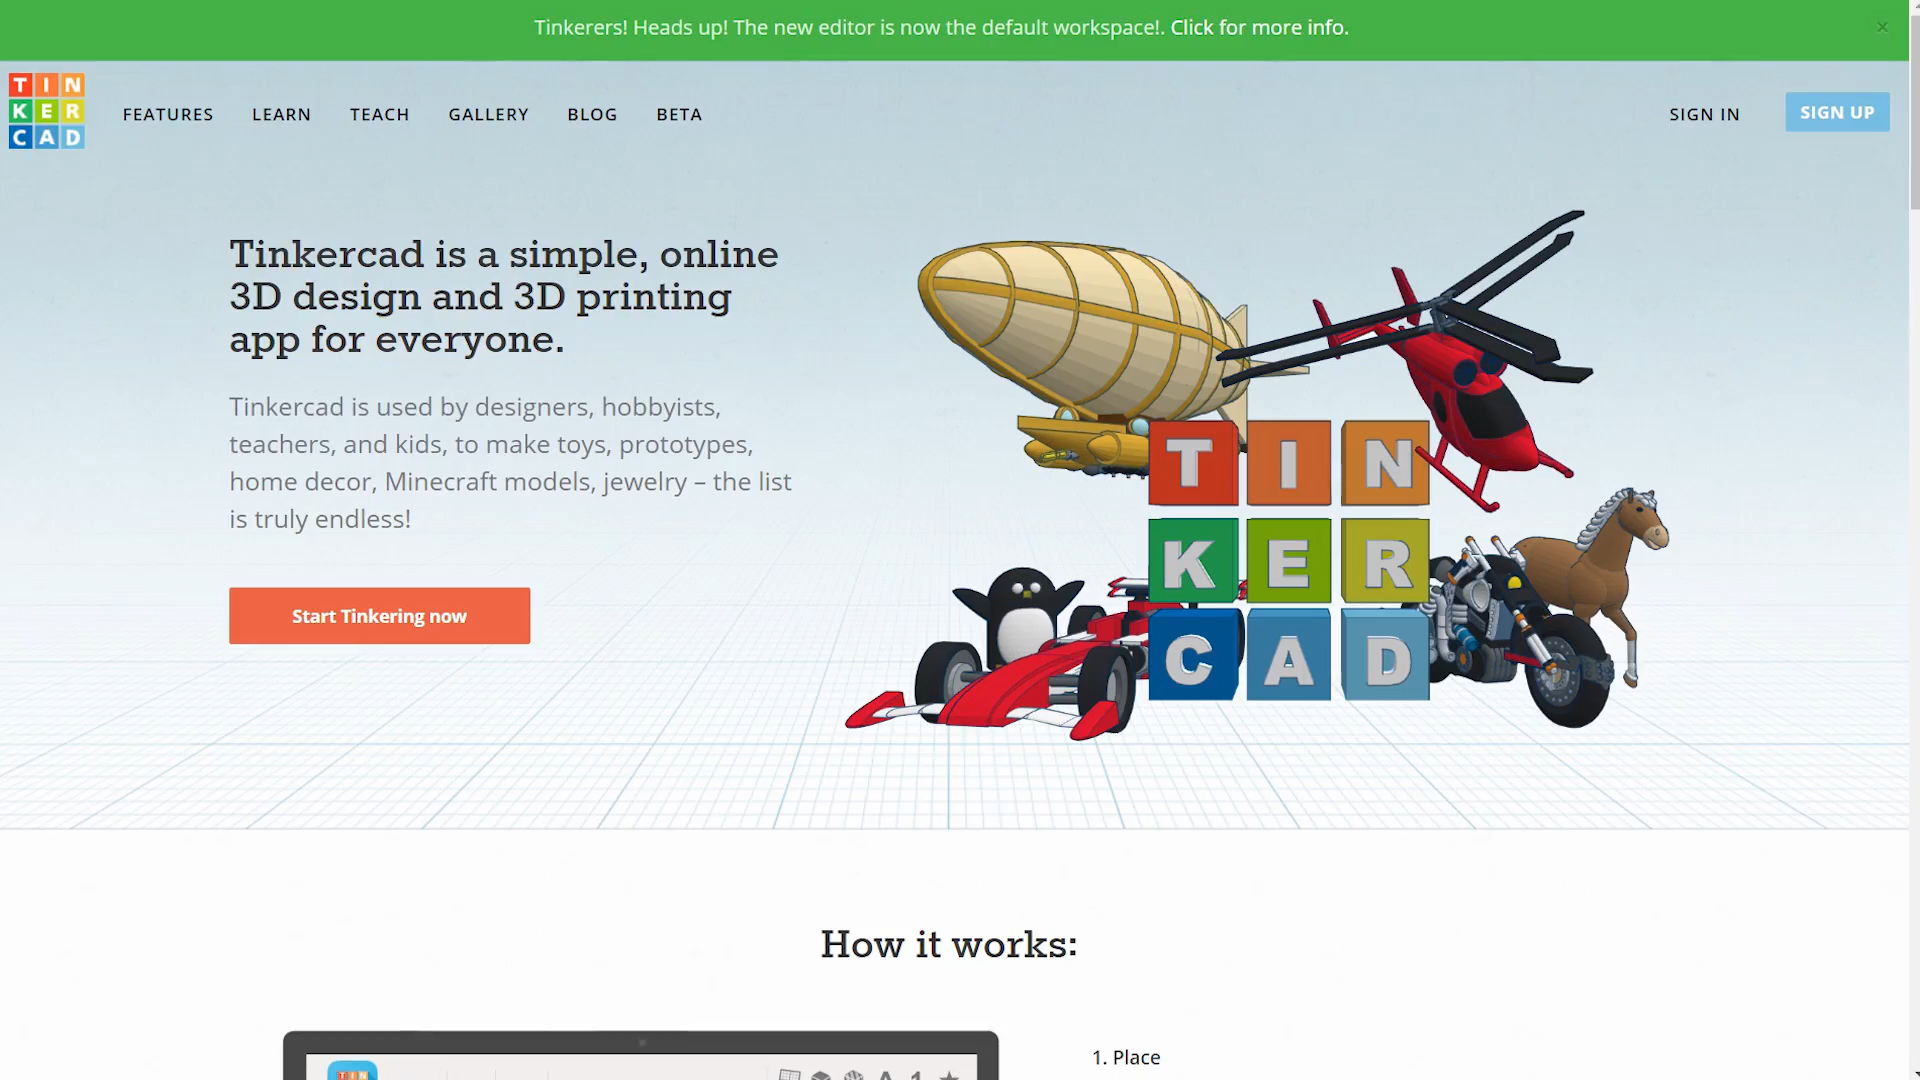 Tinkerers! Heads up! The new editor is now the default workspace!. Click for more info.
×
TIN
KER
CAD
FEATURES LEARN TEACH GALLERY BLOG BETA
SIGN IN SIGN UP
Tinkercad is a simple, online
3D design and 3D printing
app for everyone.
Tinkercad is used by designers, hobbyists,
teachers, and kids, to make toys, prototypes,
home decor, Minecraft models, jewelry – the list
is truly endless!
Start Tinkering now
TIN
KER
CAD
How it works:
TIN
1. Place